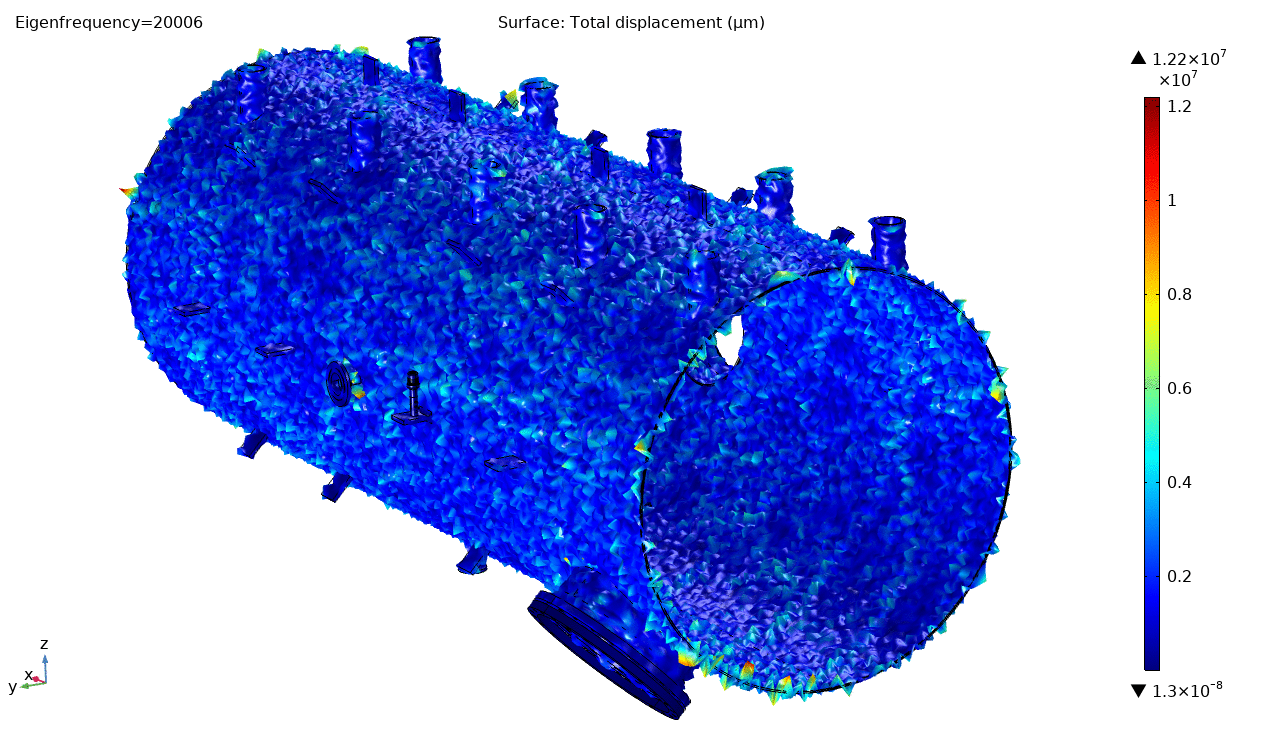 Eigenfrequency=20006
Surface: Total displacement (µm)
▲ 1.22×10⁷
×10⁷
1.2
1
0.8
0.6
0.4
0.2
▼ 1.3×10⁻⁸
z
x
y